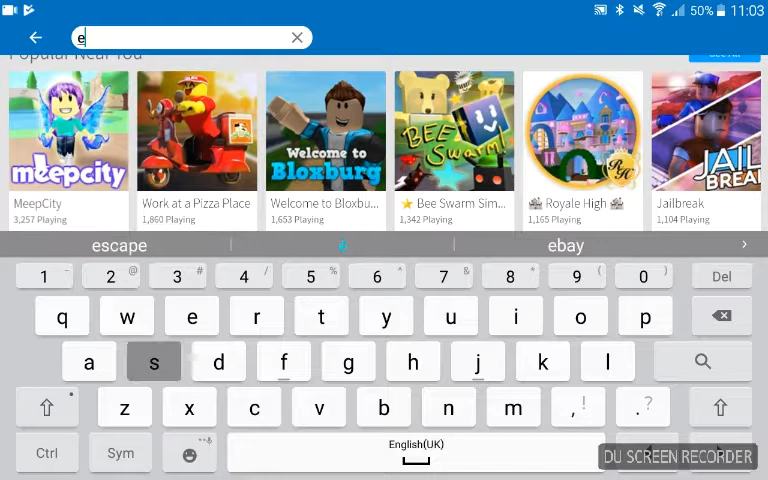 50% 11:03
e
Popular Near You
See All
meepcity
Welcome to
Bloxburg
BEE
Swarm!
RH
JAIL
BREAK
MeepCity
Work at a Pizza Place
Welcome to Bloxbu...
⭐ Bee Swarm Sim...
🏰 Royale High 🏰
Jailbreak
3,257 Playing
1,860 Playing
1,653 Playing
1,342 Playing
1,165 Playing
1,104 Playing
escape e ebay ›
1 - 2 @ 3 # 4 / 5 % 6 ^ 7 & 8 * 9 ( 0 ) Del
q w e r t y u i o p
a s d f g h j k l
z x c v b n m , ! . ?
Ctrl Sym English(UK)
DU SCREEN RECORDER